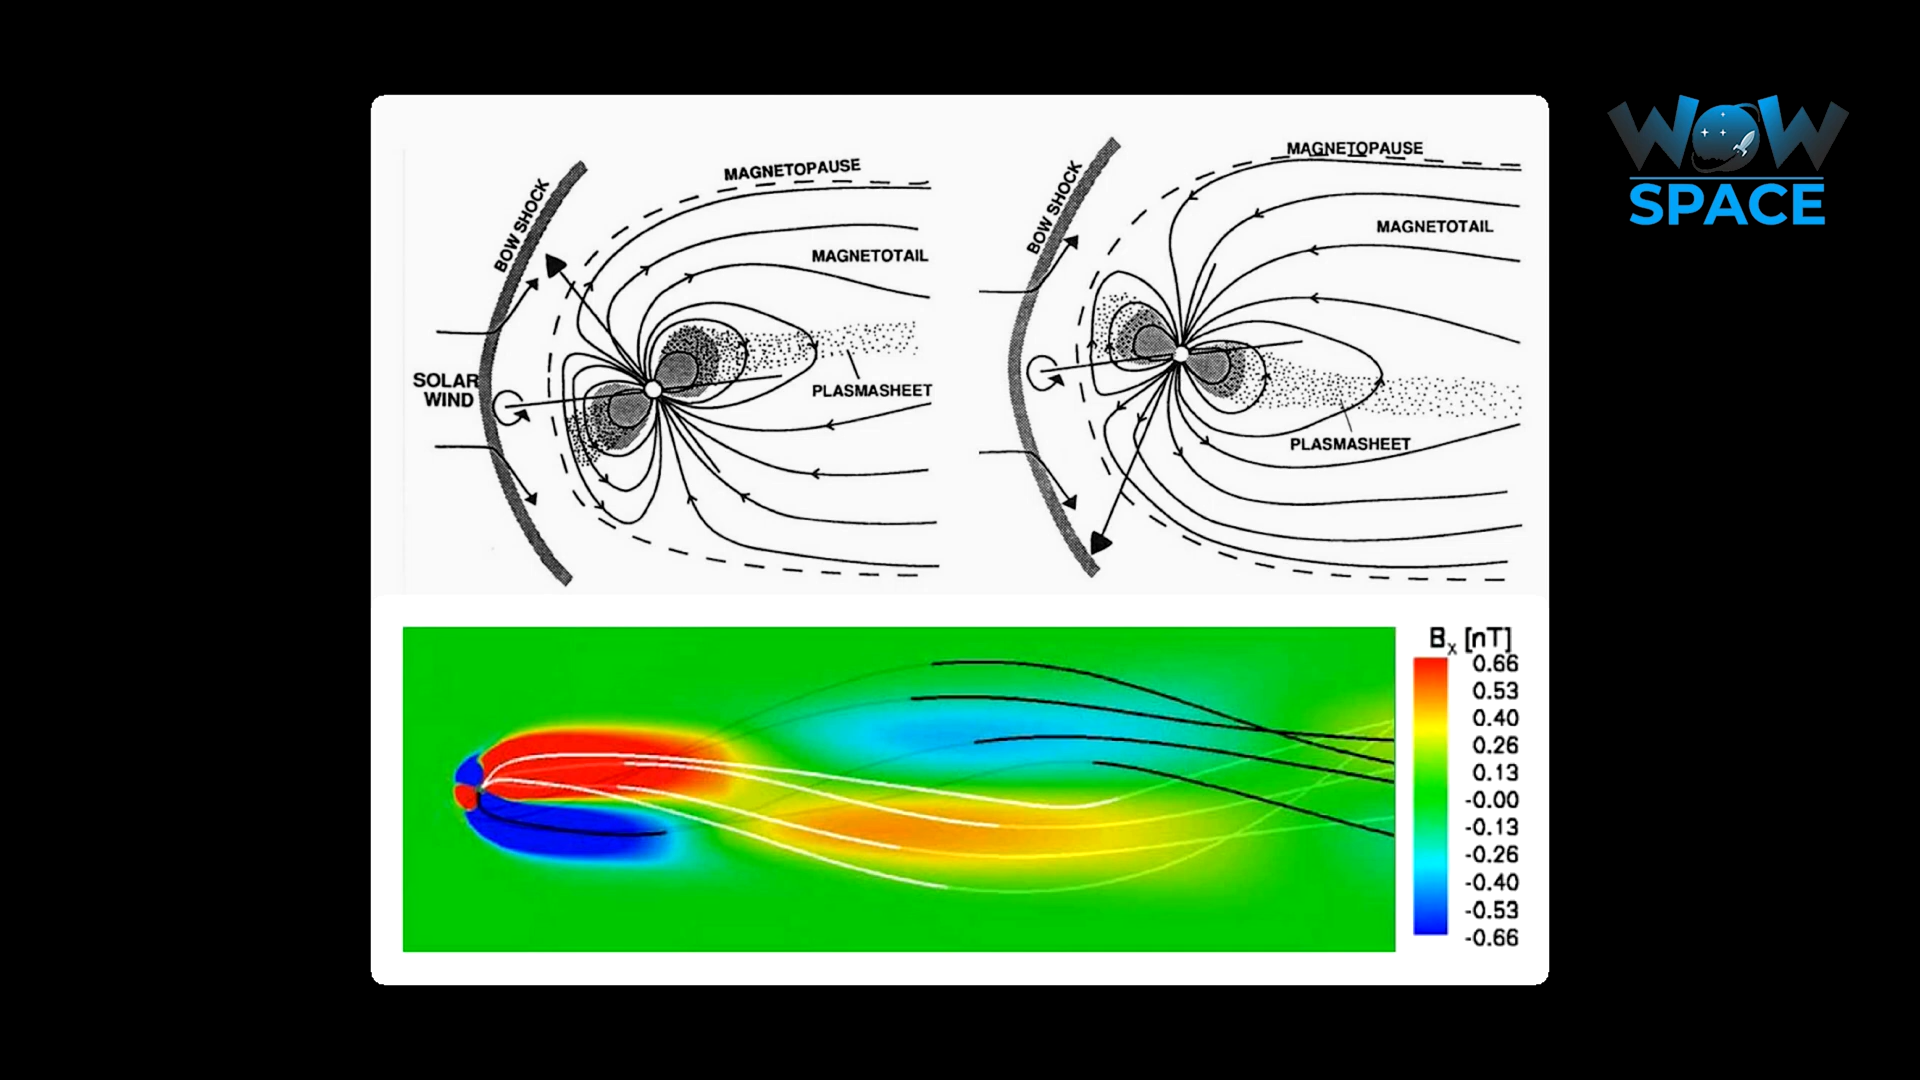 WOW
SPACE
BOW SHOCK
MAGNETOPAUSE
MAGNETOTAIL
SOLAR
WIND
PLASMASHEET
BOW SHOCK
MAGNETOPAUSE
MAGNETOTAIL
PLASMASHEET
Bx [nT]
0.66
0.53
0.40
0.26
0.13
-0.00
-0.13
-0.26
-0.40
-0.53
-0.66